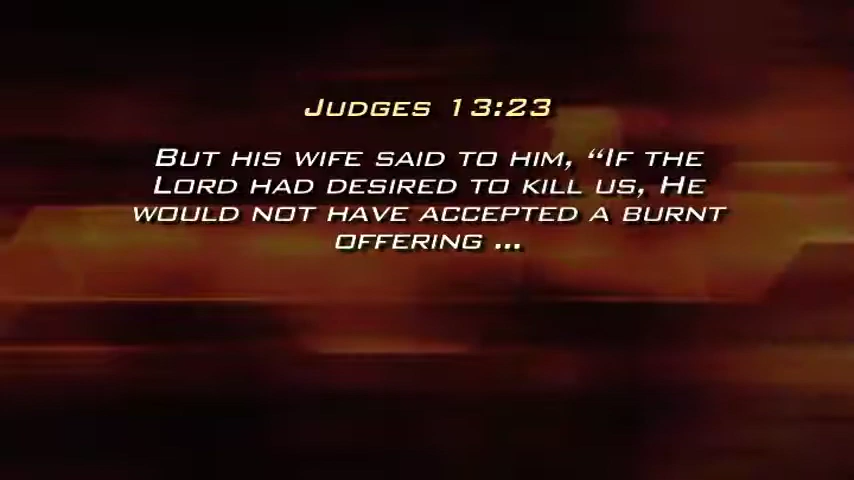 Judges 13:23
But his wife said to him, “If the
Lord had desired to kill us, He
would not have accepted a burnt
offering ...